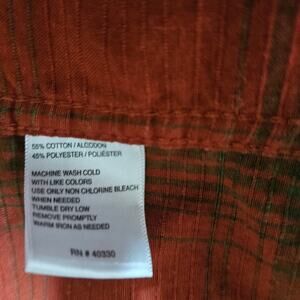 55% COTTON / ALGODON
45% POLYESTER / POLIÉSTER
MACHINE WASH COLD
WITH LIKE COLORS
USE ONLY NON CHLORINE BLEACH
WHEN NEEDED
TUMBLE DRY LOW
REMOVE PROMPTLY
WARM IRON AS NEEDED
RN # 40330